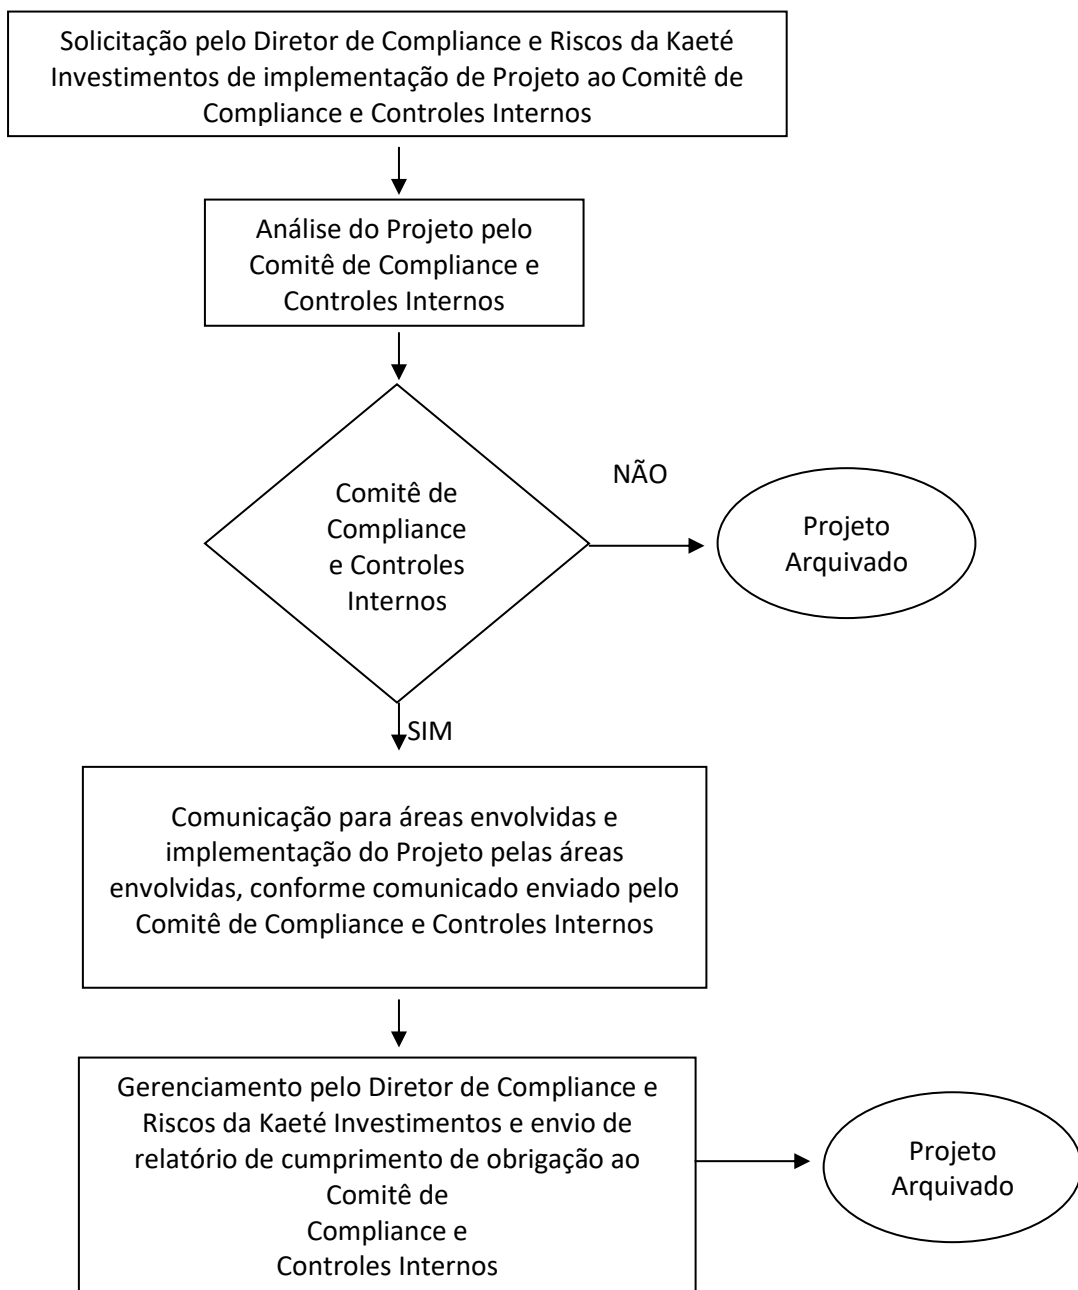 Solicitação pelo Diretor de Compliance e Riscos da Kaeté
Investimentos de implementação de Projeto ao Comitê de
Compliance e Controles Internos
Análise do Projeto pelo
Comitê de Compliance e
Controles Internos
Comitê de
Compliance
e Controles
Internos
NÃO
Projeto
Arquivado
SIM
Comunicação para áreas envolvidas e
implementação do Projeto pelas áreas
envolvidas, conforme comunicado enviado pelo
Comitê de Compliance e Controles Internos
Gerenciamento pelo Diretor de Compliance e
Riscos da Kaeté Investimentos e envio de
relatório de cumprimento de obrigação ao
Comitê de
Compliance e
Controles Internos
Projeto
Arquivado